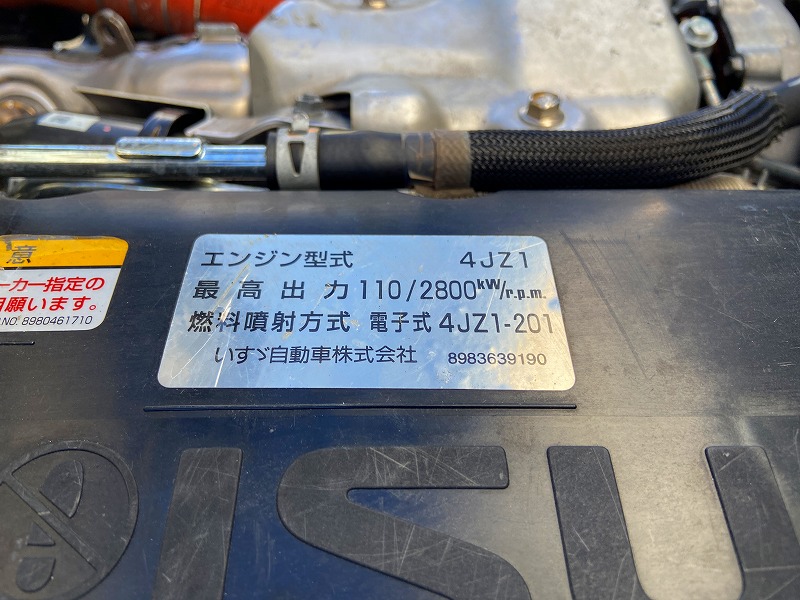 エンジン型式 4JZ1
最高出力 110/2800kW/r.p.m.
燃料噴射方式 電子式 4JZ1-201
いすゞ自動車株式会社 8983639190
意
ーカー指定の
願います。
NO. 8980461710
ISU